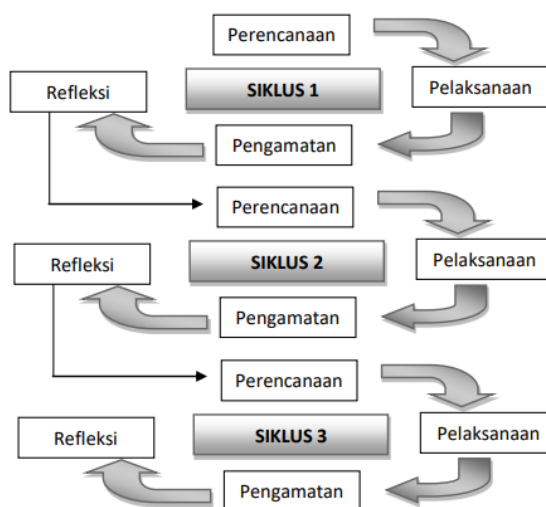 Perencanaan
Refleksi
SIKLUS 1
Pelaksanaan
Pengamatan
Perencanaan
Refleksi
SIKLUS 2
Pelaksanaan
Pengamatan
Perencanaan
Refleksi
SIKLUS 3
Pelaksanaan
Pengamatan